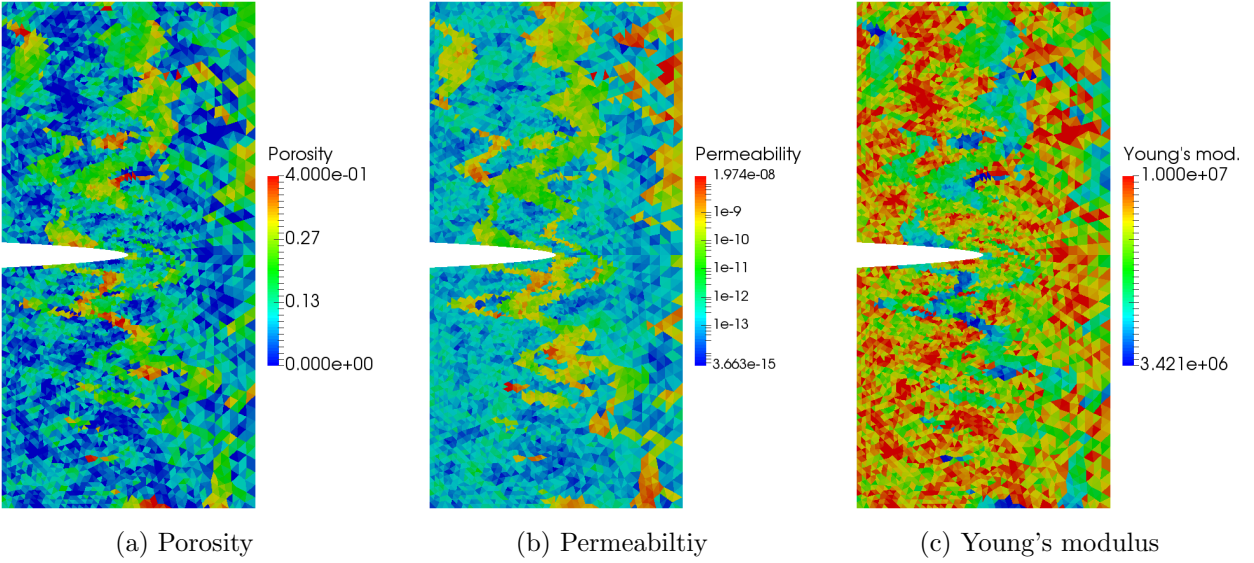 Porosity
4.000e-01
0.27
0.13
0.000e+00
Permeability
1.974e-08
1e-9
1e-10
1e-11
1e-12
1e-13
3.663e-15
Young's mod.
1.000e+07
3.421e+06
(a) Porosity
(b) Permeabiltiy
(c) Young's modulus